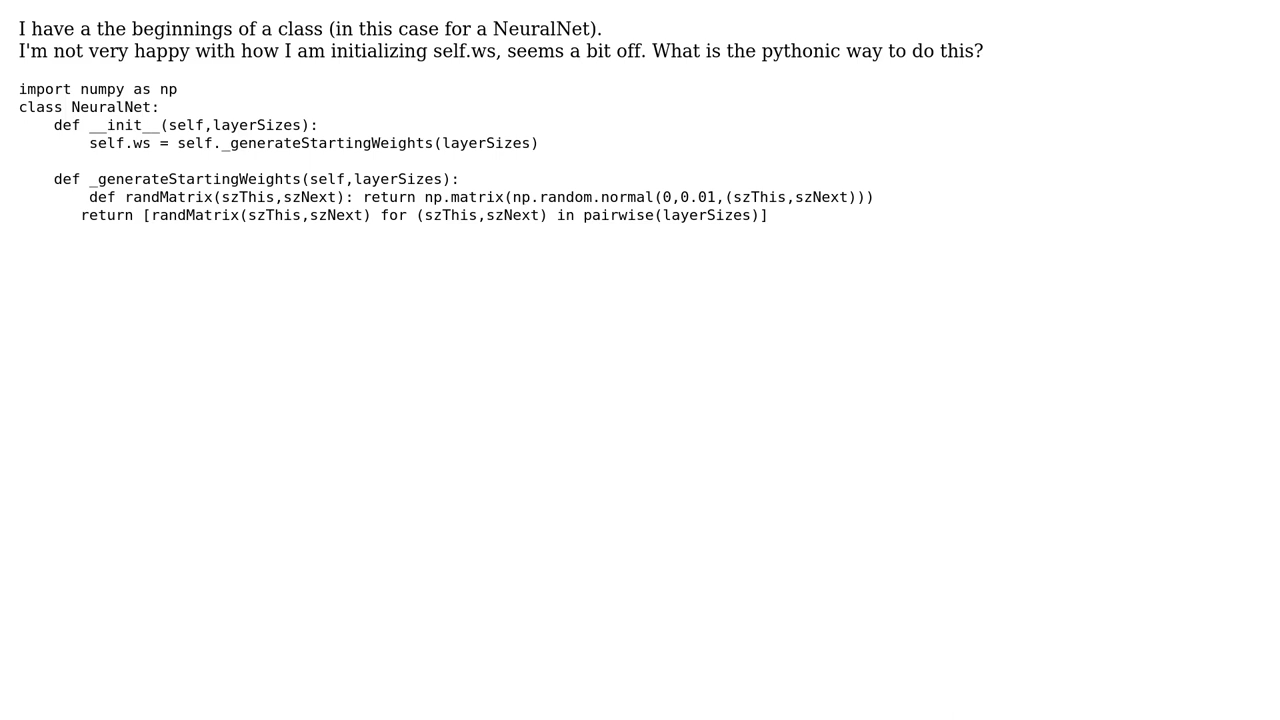 I have a the beginnings of a class (in this case for a NeuralNet).
I'm not very happy with how I am initializing self.ws, seems a bit off. What is the pythonic way to do this?
import numpy as np
class NeuralNet:
    def __init__(self,layerSizes):
        self.ws = self._generateStartingWeights(layerSizes)
    def _generateStartingWeights(self,layerSizes):
        def randMatrix(szThis,szNext): return np.matrix(np.random.normal(0,0.01,(szThis,szNext)))
       return [randMatrix(szThis,szNext) for (szThis,szNext) in pairwise(layerSizes)]